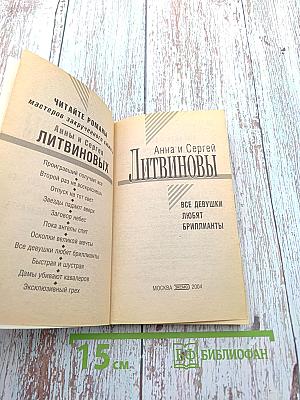 ЧИТАЙТЕ РОМАНЫ
мастеров закрученного
Анны и Сергея
ЛИТВИНОВЫХ
Проигравший получает все
Второй раз не воскреснешь
Отпуск на тот свет
Звезды падают вверх
Заговор небес
Пока ангелы спят
Осколки великой мечты
Все девушки любят бриллианты
Быстрая и шустрая
Дамы убивают кавалеров
Эксклюзивный грех
Анна и Сергей
ЛИТВИНОВЫ
ВСЕ ДЕВУШКИ
ЛЮБЯТ
БРИЛЛИАНТЫ
МОСКВА ЭКСМО 2004
15 см
БИБЛИОФАН